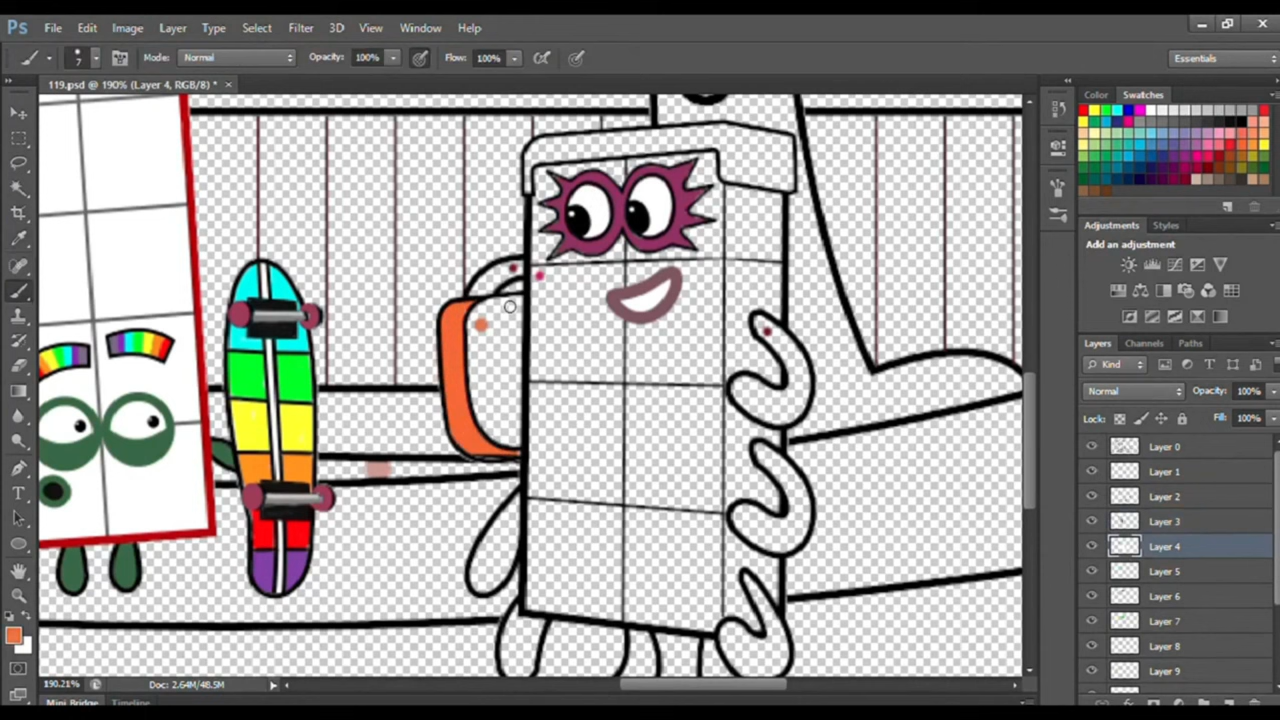 Ps File Edit Image Layer Type Select Filter 3D View Window Help
7 Mode: Normal Opacity: 100% Flow: 100% Essentials
119.psd @ 190% (Layer 4, RGB/8) * ×
Color Swatches
Adjustments Styles
Add an adjustment
Layers Channels Paths
Kind
Normal Opacity: 100%
Lock: Fill: 100%
Layer 0
Layer 1
Layer 2
Layer 3
Layer 4
Layer 5
Layer 6
Layer 7
Layer 8
Layer 9
190.21% Doc: 2.64M/48.5M
Mini Bridge Timeline